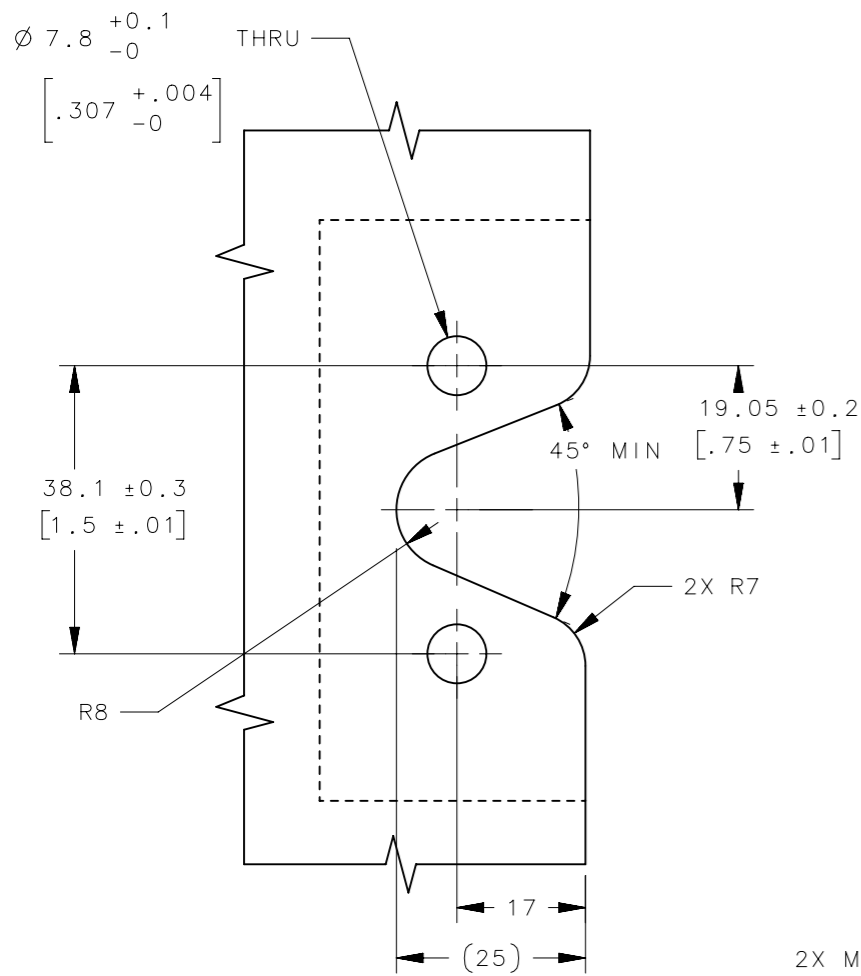 Ø 7.8 +0.1 -0 THRU
[.307 +.004 -0]
19.05 ±0.2
[.75 ±.01]
45° MIN
38.1 ±0.3
[1.5 ±.01]
2X R7
R8
17
(25)
2X M